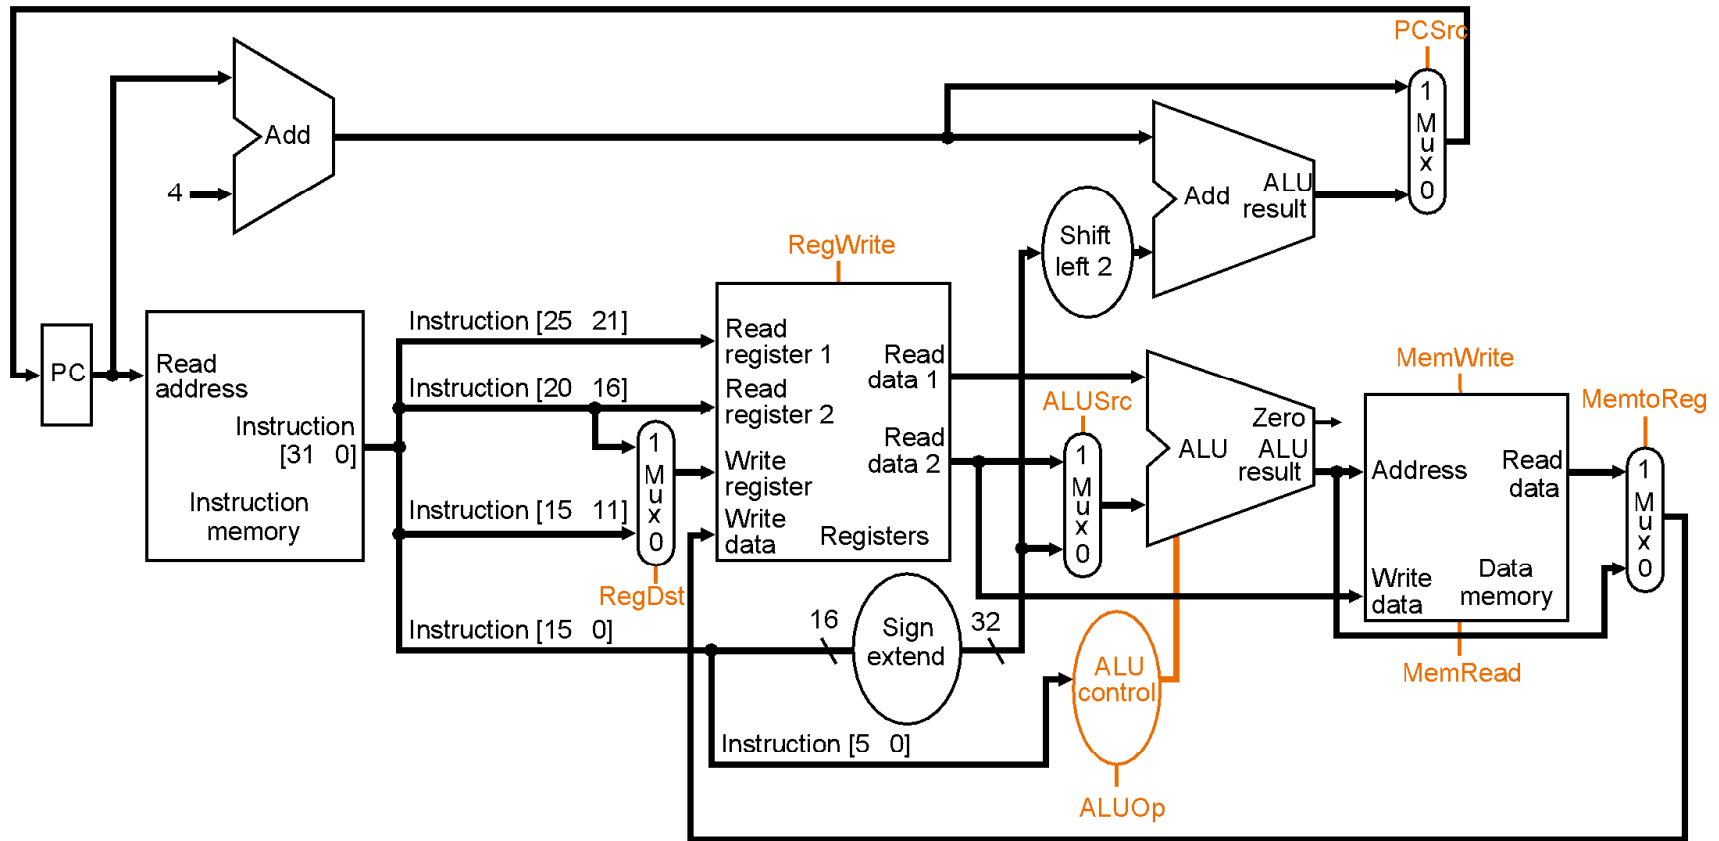 PCSrc
1
M
u
x
0
Add
4
Add
ALU
result
Shift
left 2
RegWrite
Instruction [25 21]
Read
register 1
Read
data 1
PC
Read
address
Instruction [20 16]
Read
register 2
Read
data 2
Instruction
[31 0]
Instruction
memory
1
M
u
x
0
RegDst
Write
register
Write
data
Registers
Instruction [15 11]
ALUSrc
1
M
u
x
0
Zero
ALU
ALU
result
MemWrite
Address
Read
data
Write
data
Data
memory
MemRead
MemtoReg
1
M
u
x
0
Instruction [15 0]
16
Sign
extend
32
ALU
control
Instruction [5 0]
ALUOp